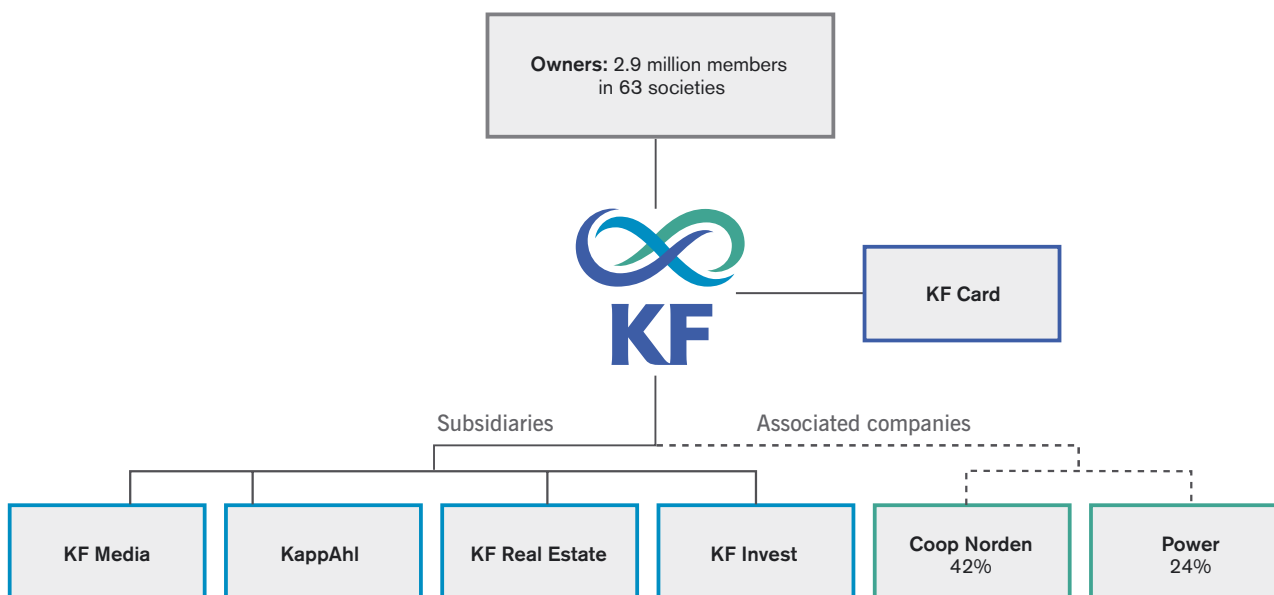 Owners: 2.9 million members
in 63 societies
KF
KF Card
Subsidiaries
Associated companies
KF Media
KappAhl
KF Real Estate
KF Invest
Coop Norden
42%
Power
24%